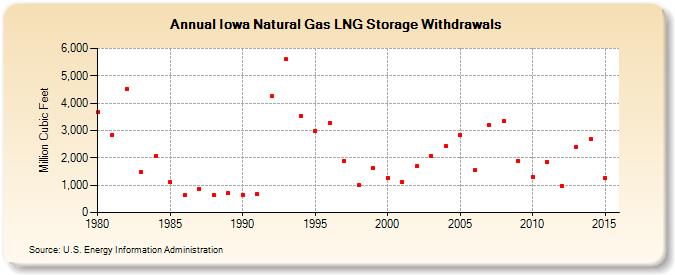 Annual Iowa Natural Gas LNG Storage Withdrawals
Million Cubic Feet
6,000
5,000
4,000
3,000
2,000
1,000
0
1980 1985 1990 1995 2000 2005 2010 2015
Source: U.S. Energy Information Administration